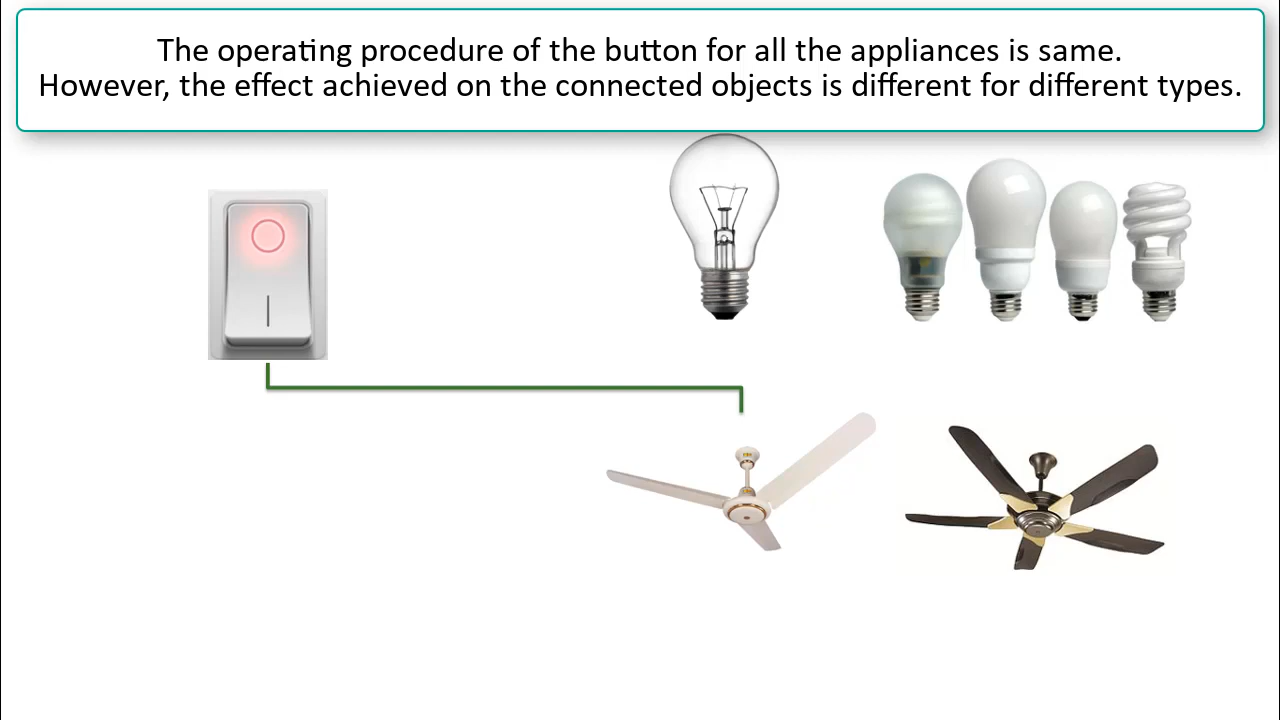 The operating procedure of the button for all the appliances is same.
However, the effect achieved on the connected objects is different for different types.